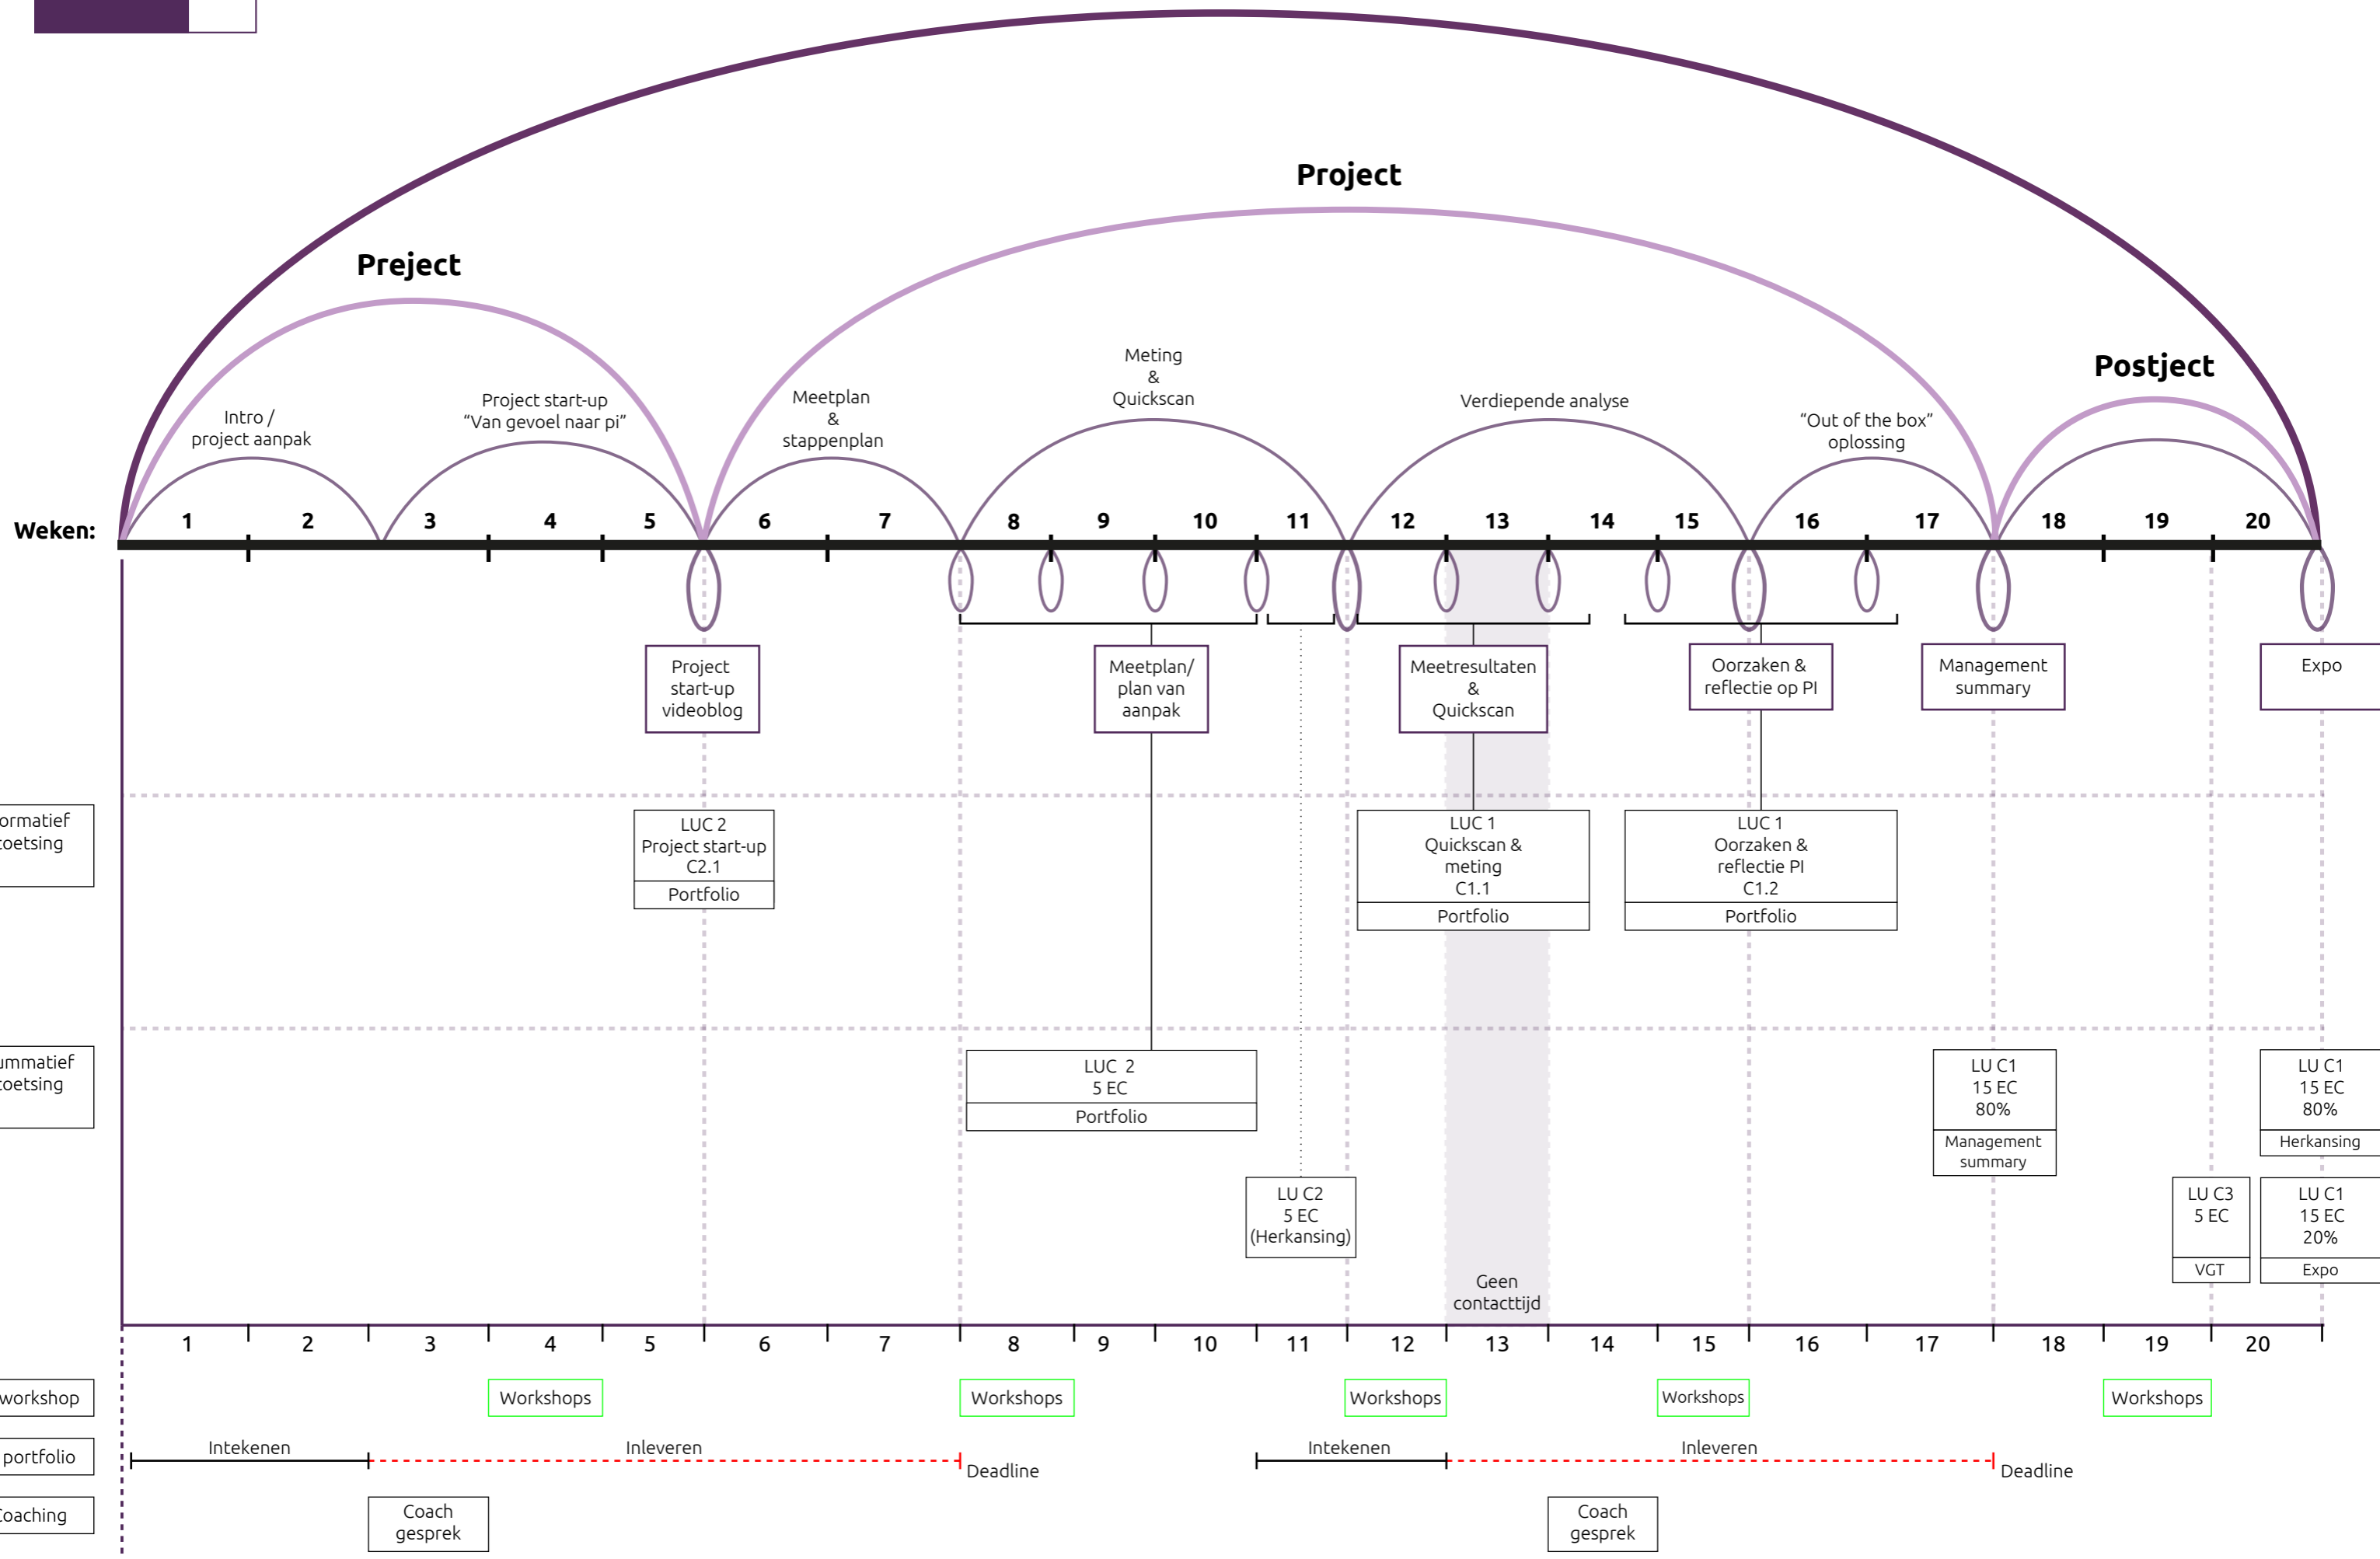 Project
Preject
Postject
Meting
&
Quickscan
Intro /
project aanpak
Project start-up
“Van gevoel naar pi”
Meetplan
&
stappenplan
Verdiepende analyse
“Out of the box”
oplossing
Weken:
1 2 3 4 5 6 7 8 9 10 11 12 13 14 15 16 17 18 19 20
Project
start-up
videoblog
Meetplan/
plan van
aanpak
Meetresultaten
&
Quickscan
Oorzaken &
reflectie op PI
Management
summary
Expo
ormatief
oetsing
LUC 2
Project start-up
C2.1
Portfolio
LUC 1
Quickscan &
meting
C1.1
Portfolio
LUC 1
Oorzaken &
reflectie PI
C1.2
Portfolio
ummatief
oetsing
LUC 2
5 EC
Portfolio
LU C2
5 EC
(Herkansing)
LU C1
15 EC
80%
Management
summary
LU C1
15 EC
80%
Herkansing
LU C3
5 EC
VGT
LU C1
15 EC
20%
Expo
Geen
contacttijd
1 2 3 4 5 6 7 8 9 10 11 12 13 14 15 16 17 18 19 20
workshop
Workshops
Workshops
Workshops
Workshops
Workshops
portfolio
Intekenen
Inleveren
Deadline
Intekenen
Inleveren
Deadline
Coaching
Coach
gesprek
Coach
gesprek